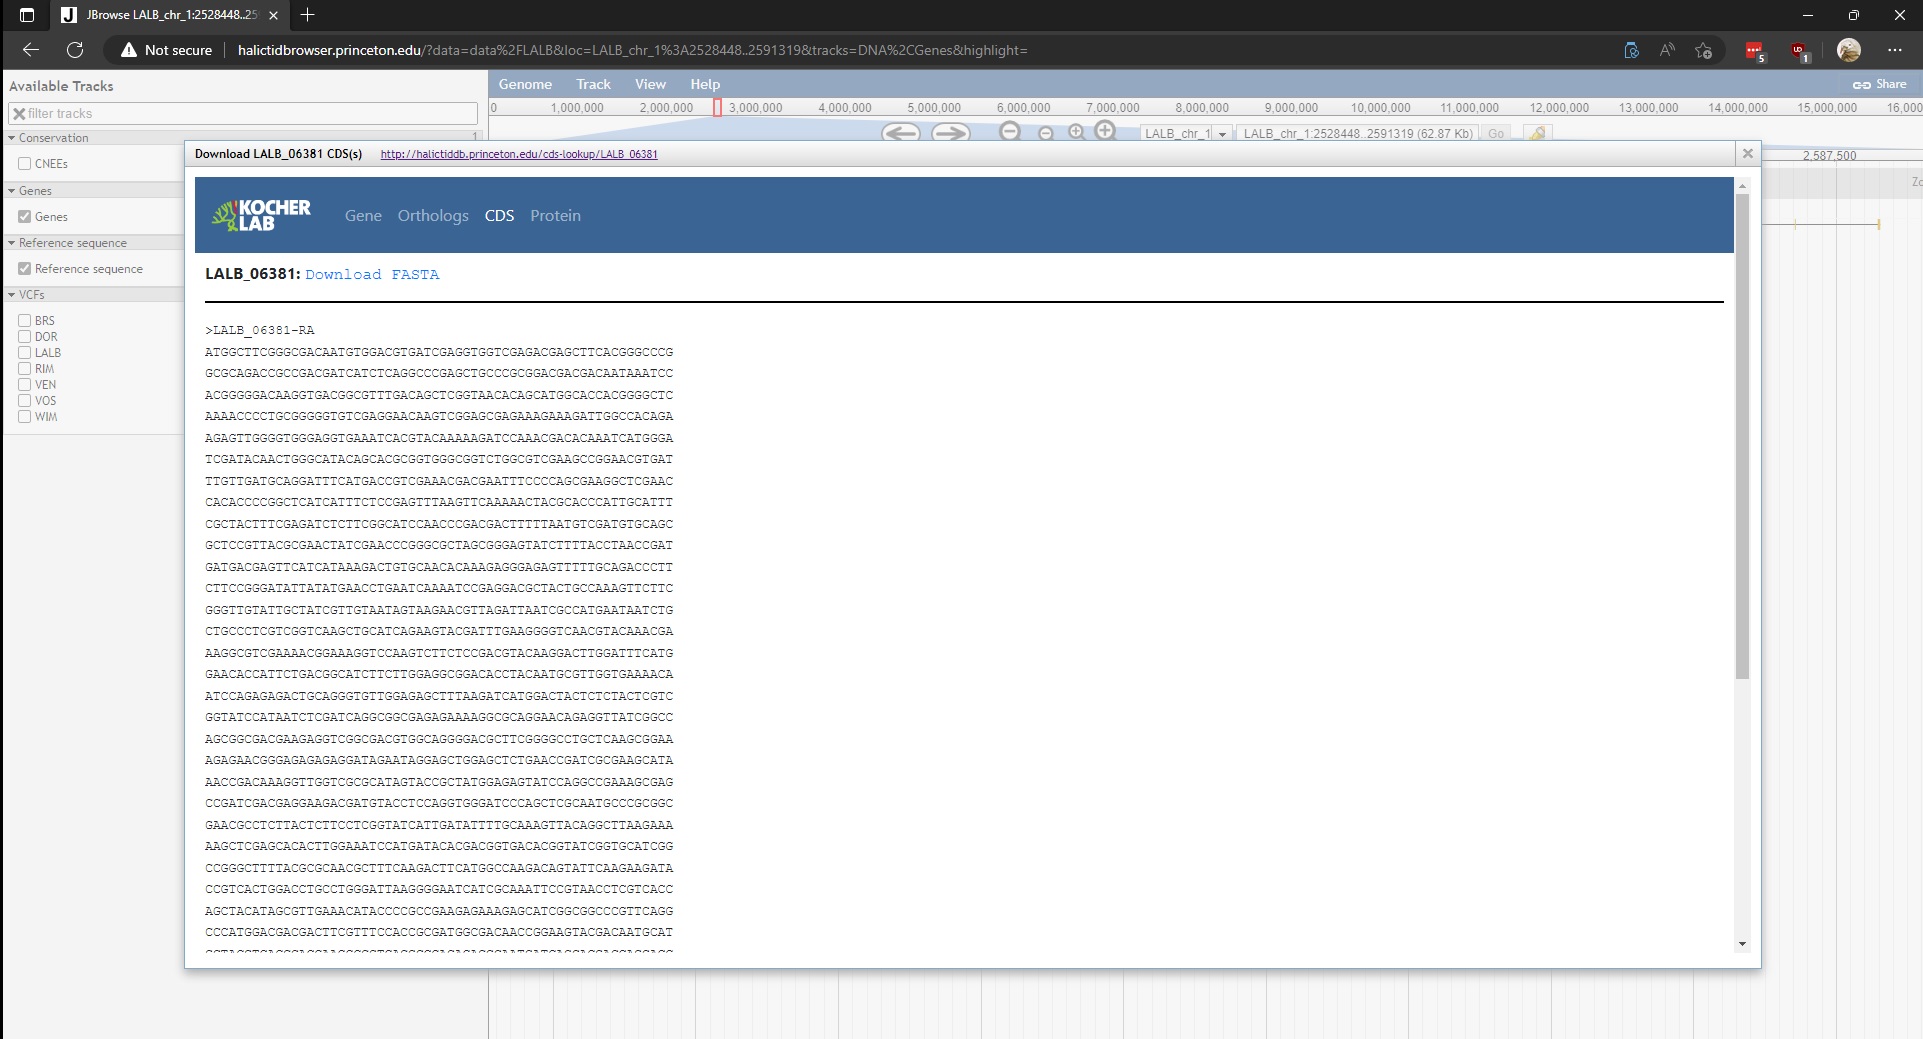 JBrowse LALB_chr_1:2528448..25
Not secure
halictidbrowser.princeton.edu/?data=data%2FLALB&loc=LALB_chr_1%3A2528448..2591319&tracks=DNA%2CGenes&highlight=
5
1
Available Tracks
filter tracks
Conservation 1
CNEEs
Genes
Genes
Reference sequence
Reference sequence
VCFs
BRS
DOR
LALB
RIM
VEN
VOS
WIM
Genome Track View Help Share
0 1,000,000 2,000,000 3,000,000 4,000,000 5,000,000 6,000,000 7,000,000 8,000,000 9,000,000 10,000,000 11,000,000 12,000,000 13,000,000 14,000,000 15,000,000 16,000
LALB_chr_1 LALB_chr_1:2528448..2591319 (62.87 Kb) Go
2,587,500
Download LALB_06381 CDS(s) http://halictiddb.princeton.edu/cds-lookup/LALB_06381
KOCHER LAB
Gene Orthologs CDS Protein
LALB_06381: Download FASTA
>LALB_06381-RA
ATGGCTTCGGGCGACAATGTGGACGTGATCGAGGTGGTCGAGACGAGCTTCACGGGCCCG
GCGCAGACCGCCGACGATCATCTCAGGCCCGAGCTGCCCGCGGACGACGACAATAAATCC
ACGGGGGACAAGGTGACGGCGTTTGACAGCTCGGTAACACAGCATGGCACCACGGGGCTC
AAAACCCCTGCGGGGGTGTCGAGGAACAAGTCGGAGCGAGAAAGAAAGATTGGCCACAGA
AGAGTTGGGGTGGGAGGTGAAATCACGTACAAAAAGATCCAAACGACACAAATCATGGGA
TCGATACAACTGGGCATACAGCACGCGGTGGGCGGTCTGGCGTCGAAGCCGGAACGTGAT
TTGTTGATGCAGGATTTCATGACCGTCGAAACGACGAATTTCCCCAGCGAAGGCTCGAAC
CACACCCCGGCTCATCATTTCTCCGAGTTTAAGTTCAAAAACTACGCACCCATTGCATTT
CGCTACTTTCGAGATCTCTTCGGCATCCAACCCGACGACTTTTTAATGTCGATGTGCAGC
GCTCCGTTACGCGAACTATCGAACCCGGGCGCTAGCGGGAGTATCTTTTACCTAACCGAT
GATGACGAGTTCATCATAAAGACTGTGCAACACAAAGAGGGAGAGTTTTTGCAGACCCTT
CTTCCGGGATATTATATGAACCTGAATCAAAATCCGAGGACGCTACTGCCAAAGTTCTTC
GGGTTGTATTGCTATCGTTGTAATAGTAAGAACGTTAGATTAATCGCCATGAATAATCTG
CTGCCCTCGTCGGTCAAGCTGCATCAGAAGTACGATTTGAAGGGGTCAACGTACAAACGA
AAGGCGTCGAAAACGGAAAGGTCCAAGTCTTCTCCGACGTACAAGGACTTGGATTTCATG
GAACACCATTCTGACGGCATCTTCTTGGAGGCGGACACCTACAATGCGTTGGTGAAAACA
ATCCAGAGAGACTGCAGGGTGTTGGAGAGCTTTAAGATCATGGACTACTCTCTACTCGTC
GGTATCCATAATCTCGATCAGGCGGCGAGAGAAAAGGCGCAGGAACAGAGGTTATCGGCC
AGCGGCGACGAAGAGGTCGGCGACGTGGCAGGGGACGCTTCGGGGCCTGCTCAAGCGGAA
AGAGAACGGGAGAGAGAGGATAGAATAGGAGCTGGAGCTCTGAACCGATCGCGAAGCATA
AACCGACAAAGGTTGGTCGCGCATAGTACCGCTATGGAGAGTATCCAGGCCGAAAGCGAG
CCGATCGACGAGGAAGACGATGTACCTCCAGGTGGGATCCCAGCTCGCAATGCCCGCGGC
GAACGCCTCTTACTCTTCCTCGGTATCATTGATATTTTGCAAAGTTACAGGCTTAAGAAA
AAGCTCGAGCACACTTGGAAATCCATGATACACGACGGTGACACGGTATCGGTGCATCGG
CCGGGCTTTTACGCGCAACGCTTTCAAGACTTCATGGCCAAGACAGTATTCAAGAAGATA
CCGTCACTGGACCTGCCTGGGATTAAGGGGAATCATCGCAAATTCCGTAACCTCGTCACC
AGCTACATAGCGTTGAAACATACCCCGCCGAAGAGAAAGAGCATCGGCGGCCCGTTCAGG
CCCATGGACGACGACTTCGTTTCCACCGCGATGGCGACAACCGGAAGTACGACAATGCAT